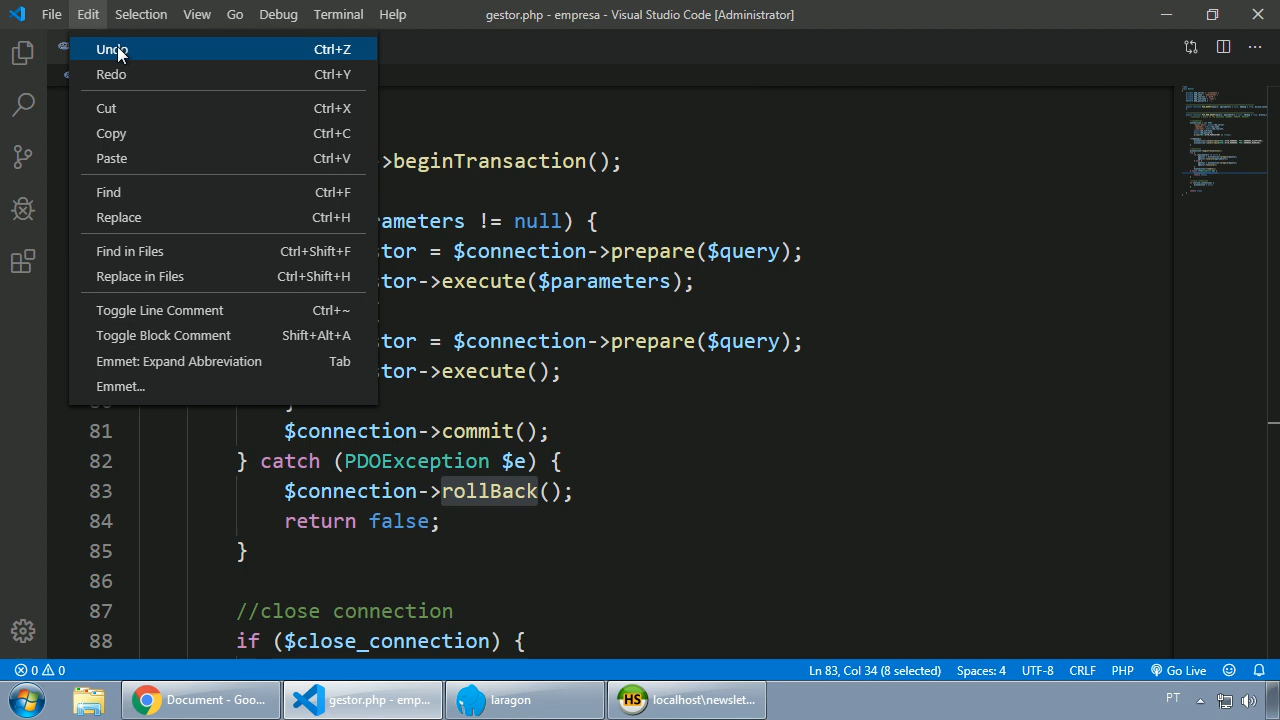 File Edit Selection View Go Debug Terminal Help gestor.php - empresa - Visual Studio Code [Administrator]
Undo Ctrl+Z
Redo Ctrl+Y
Cut Ctrl+X
Copy Ctrl+C
Paste Ctrl+V
Find Ctrl+F
Replace Ctrl+H
Find in Files Ctrl+Shift+F
Replace in Files Ctrl+Shift+H
Toggle Line Comment Ctrl+~
Toggle Block Comment Shift+Alt+A
Emmet: Expand Abbreviation Tab
Emmet...
>beginTransaction();
ameters != null) {
tor = $connection->prepare($query);
tor->execute($parameters);
tor = $connection->prepare($query);
tor->execute();
}
81 $connection->commit();
82 } catch (PDOException $e) {
83 $connection->rollBack();
84 return false;
85 }
86
87 //close connection
88 if ($close_connection) {
0 0 Ln 83, Col 34 (8 selected) Spaces: 4 UTF-8 CRLF PHP Go Live
Document - Goo... gestor.php - emp... laragon HS localhost\newslet... PT